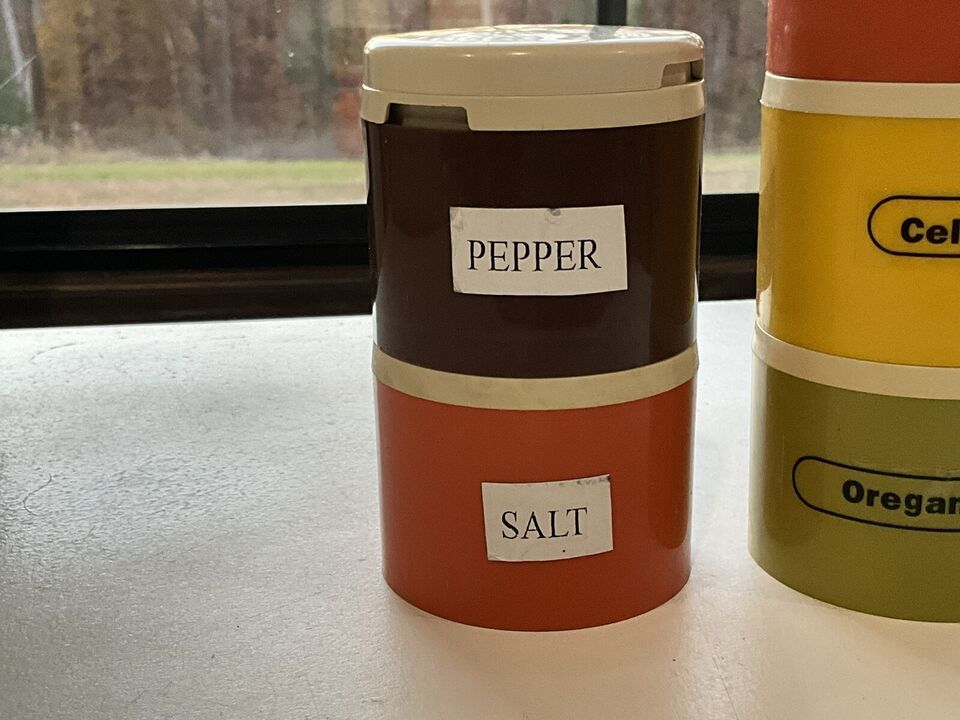 PEPPER
SALT
Cel
Oregan